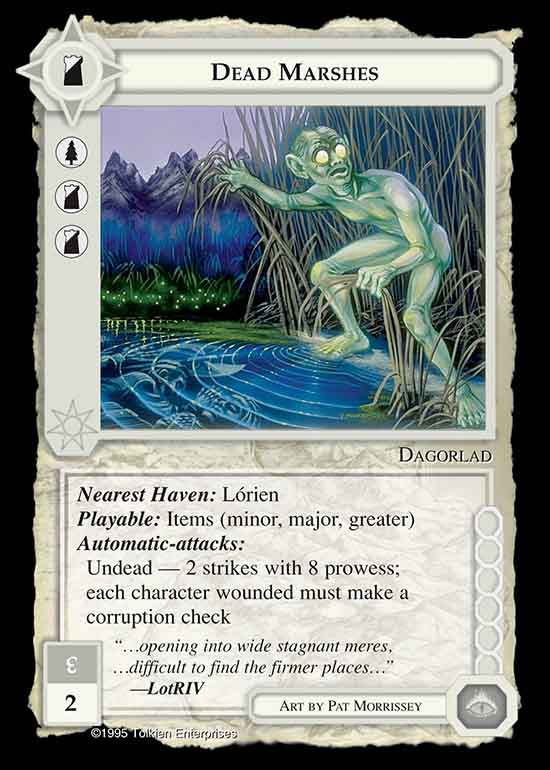 DEAD MARSHES
DAGORLAD
Nearest Haven: Lórien
Playable: Items (minor, major, greater)
Automatic-attacks:
Undead — 2 strikes with 8 prowess;
each character wounded must make a
corruption check
“…opening into wide stagnant meres,
…difficult to find the firmer places…”
—LotRIV
2
ART BY PAT MORRISSEY
©1995 Tolkien Enterprises